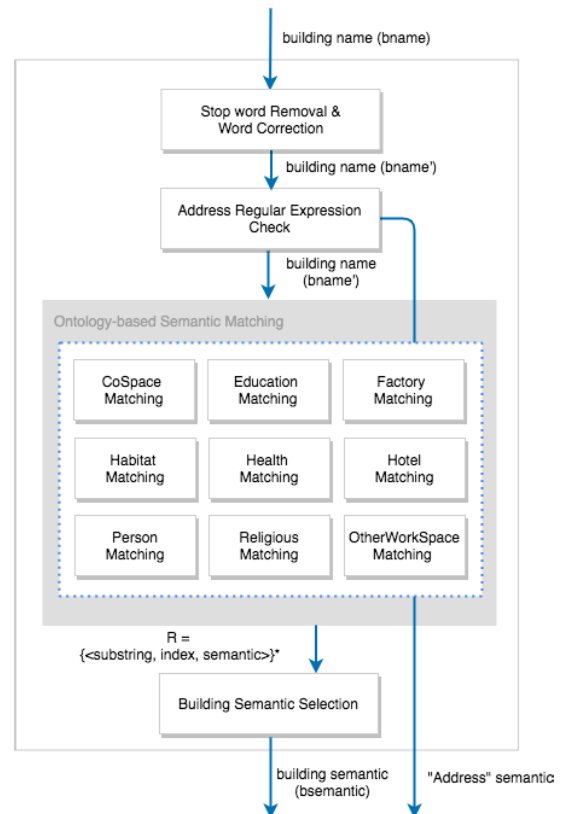 building name (bname)
Stop word Removal &
Word Correction
building name (bname')
Address Regular Expression
Check
building name
(bname')
Ontology-based Semantic Matching
CoSpace
Matching
Education
Matching
Factory
Matching
Habitat
Matching
Health
Matching
Hotel
Matching
Person
Matching
Religious
Matching
OtherWorkSpace
Matching
R =
{<substring, index, semantic>}*
Building Semantic Selection
building semantic
(bsemantic)
"Address" semantic